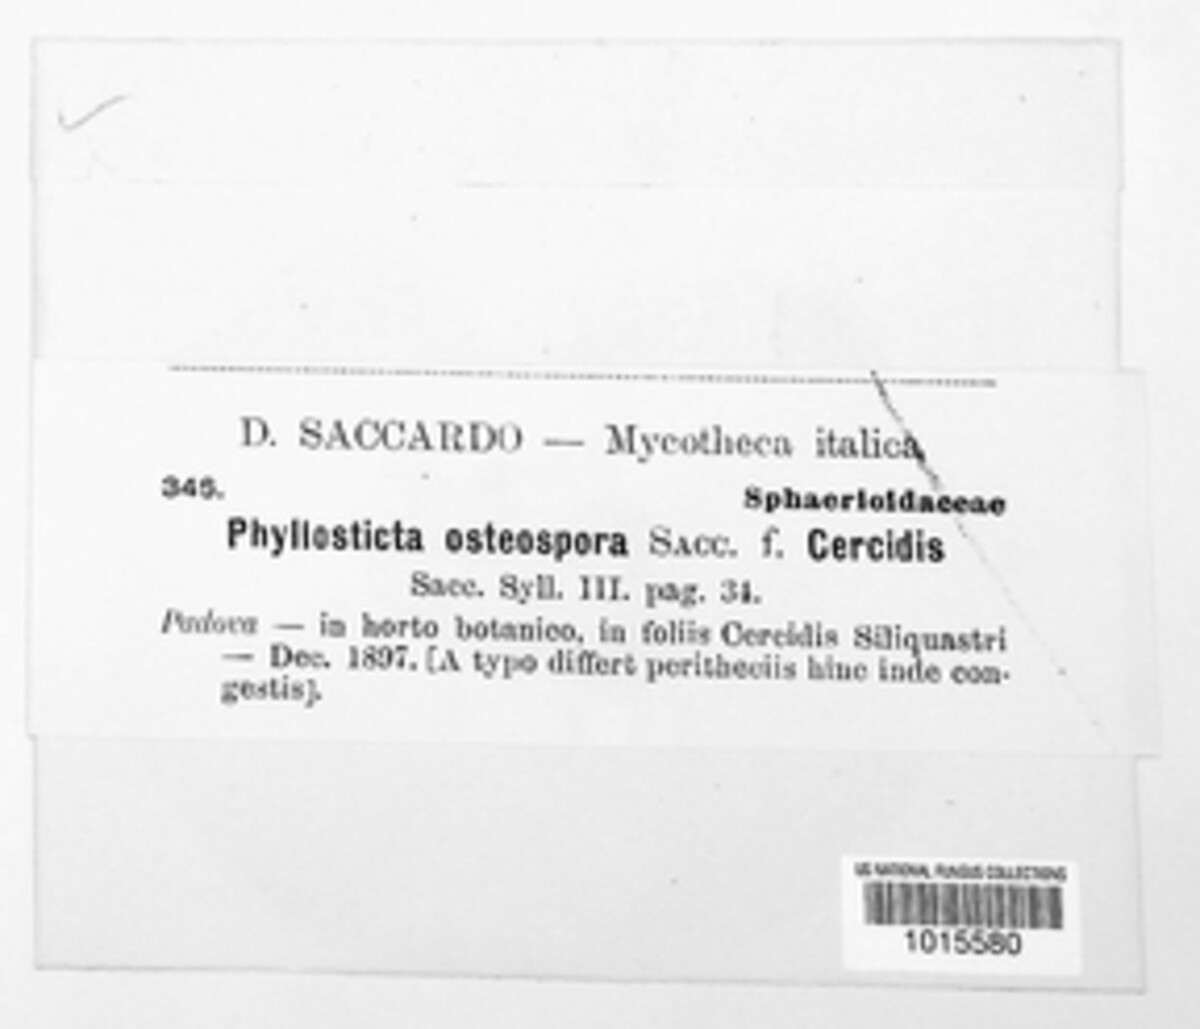 D. SACCARDO — Mycotheca italica
346.
Sphaerioidaceae
Phyllosticta osteospora SACC. f. Cercidis
Sacc. Syll. III. pag. 34.
Padova — in horto botanico, in foliis Cercidis Siliquastri
— Dec. 1897. [A typo differt peritheciis hinc inde con-
gestis].
US NATIONAL FUNGUS COLLECTIONS
1015580